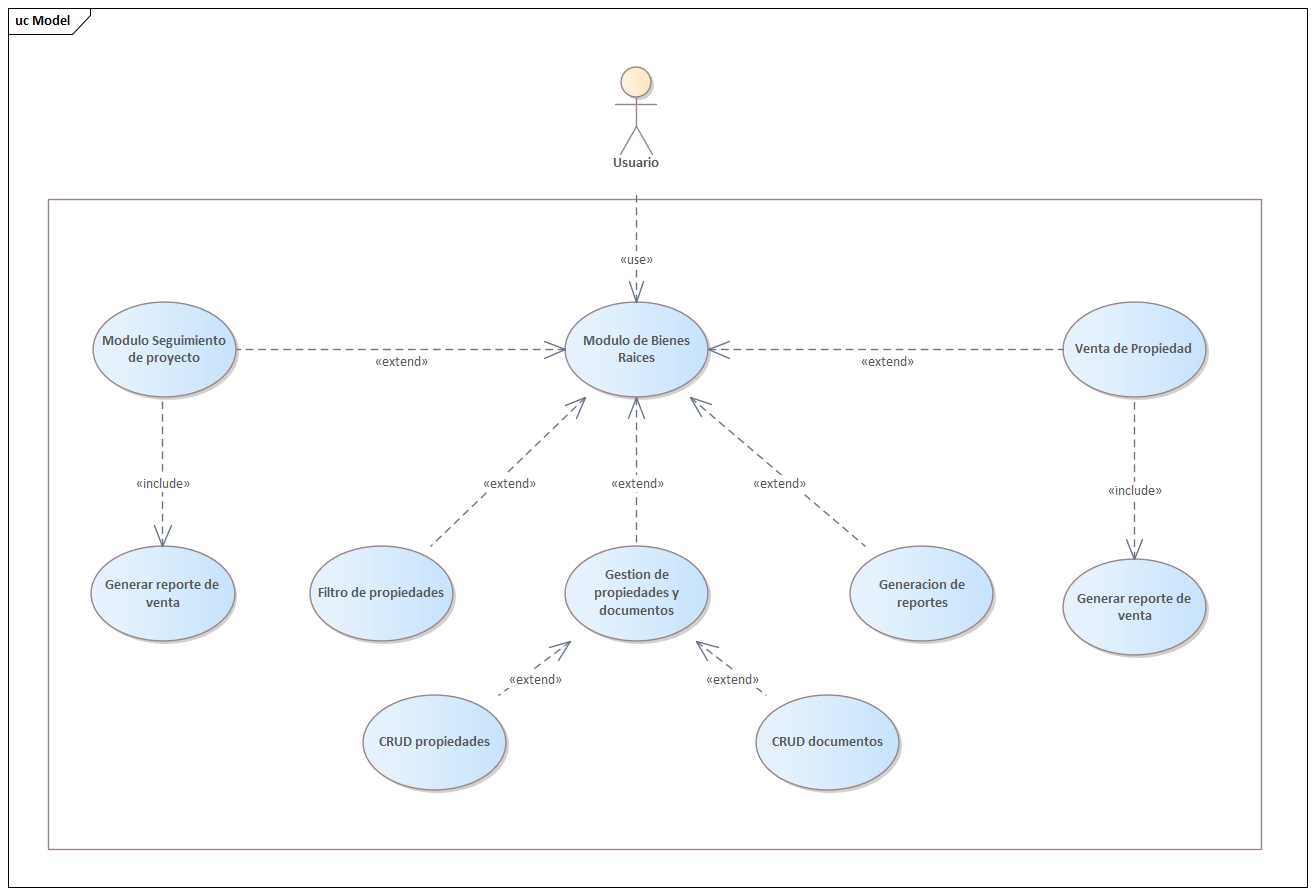 uc Model
Usuario
«use»
Modulo Seguimiento
de proyecto
«extend»
Modulo de Bienes
Raices
«extend»
Venta de Propiedad
«include»
«extend»
«extend»
«extend»
«include»
Generar reporte de
venta
Filtro de propiedades
Gestion de
propiedades y
documentos
Generacion de
reportes
Generar reporte de
venta
«extend»
«extend»
CRUD propiedades
CRUD documentos